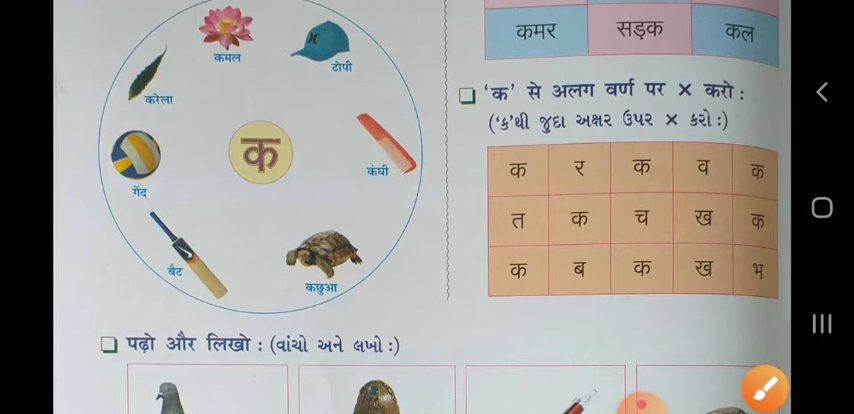 कमल
टोपी
करेला
क
कंघी
गेंद
बैट
कछुआ
कमर सड़क कल
'क' से अलग वर्ण पर × करो :
('ક'થી જુદા અક્ષર ઉપર × કરો :)
क र क व क
त क च ख क
क ब क ख भ
पढ़ो और लिखो : (વાંચો અને લખો :)